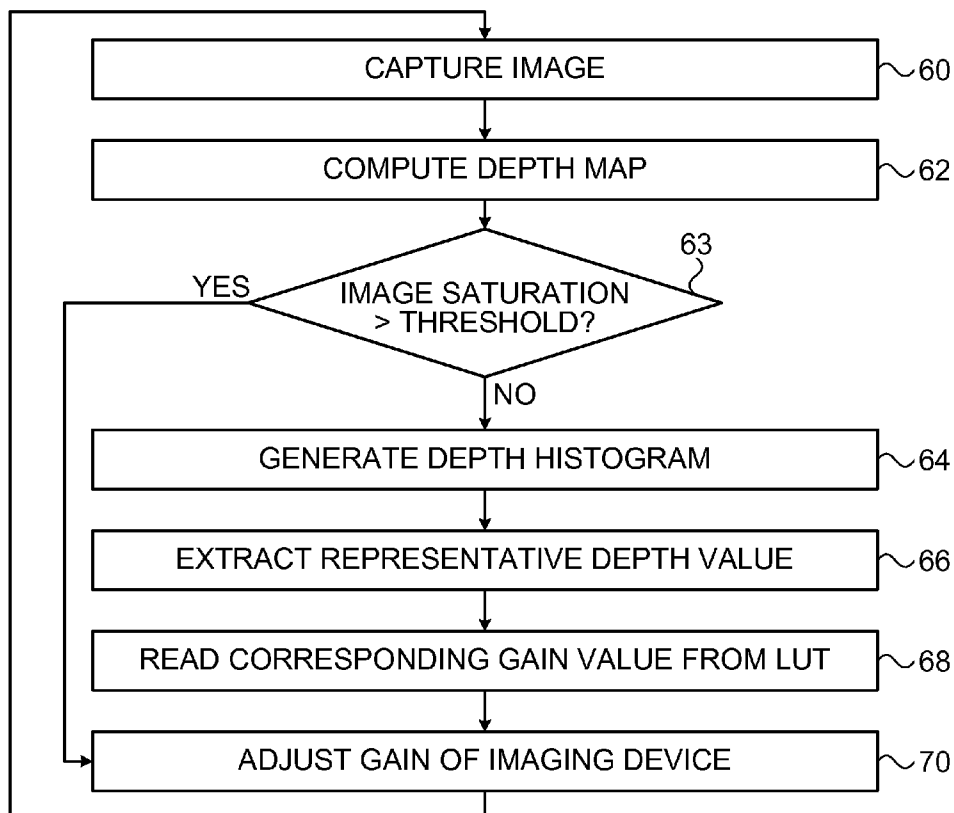 CAPTURE IMAGE
60
COMPUTE DEPTH MAP
62
63
YES
IMAGE SATURATION
> THRESHOLD?
NO
GENERATE DEPTH HISTOGRAM
64
EXTRACT REPRESENTATIVE DEPTH VALUE
66
READ CORRESPONDING GAIN VALUE FROM LUT
68
ADJUST GAIN OF IMAGING DEVICE
70